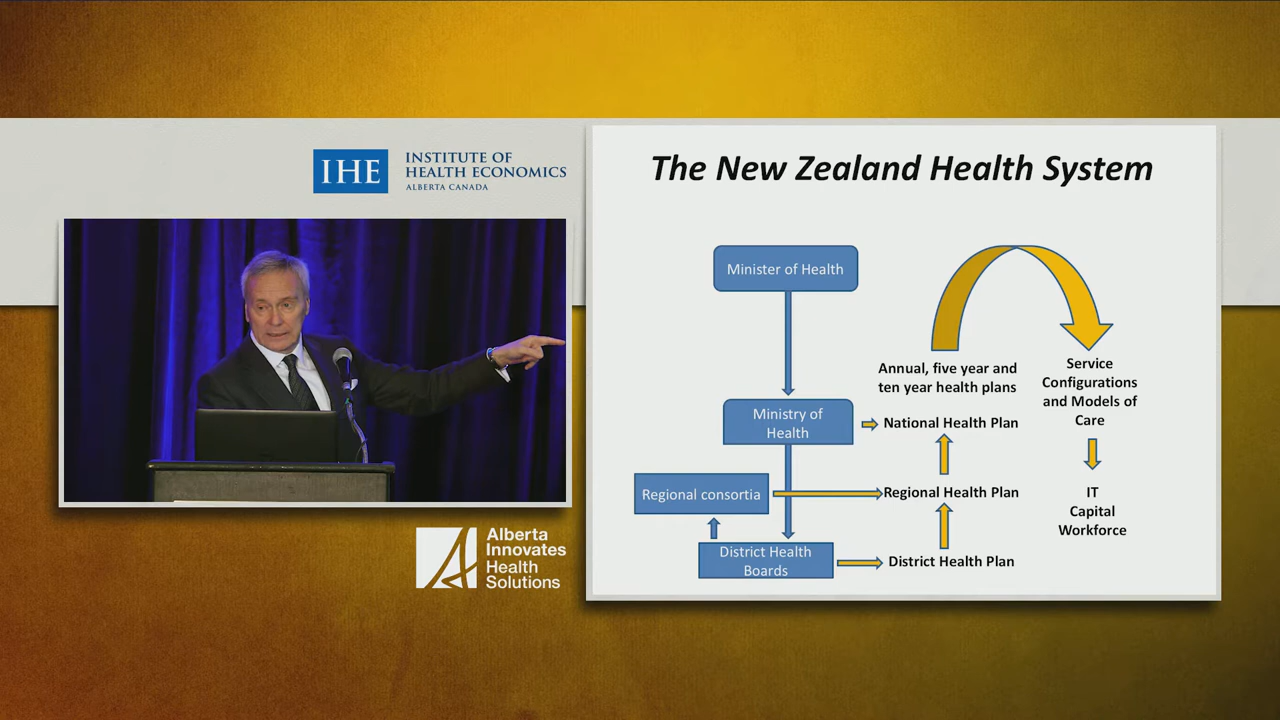 IHE
INSTITUTE OF
HEALTH ECONOMICS
ALBERTA CANADA
Alberta
Innovates
Health
Solutions
The New Zealand Health System
Minister of Health
Ministry of
Health
Regional consortia
District Health
Boards
Annual, five year and
ten year health plans
National Health Plan
Regional Health Plan
District Health Plan
Service
Configurations
and Models of
Care
IT
Capital
Workforce